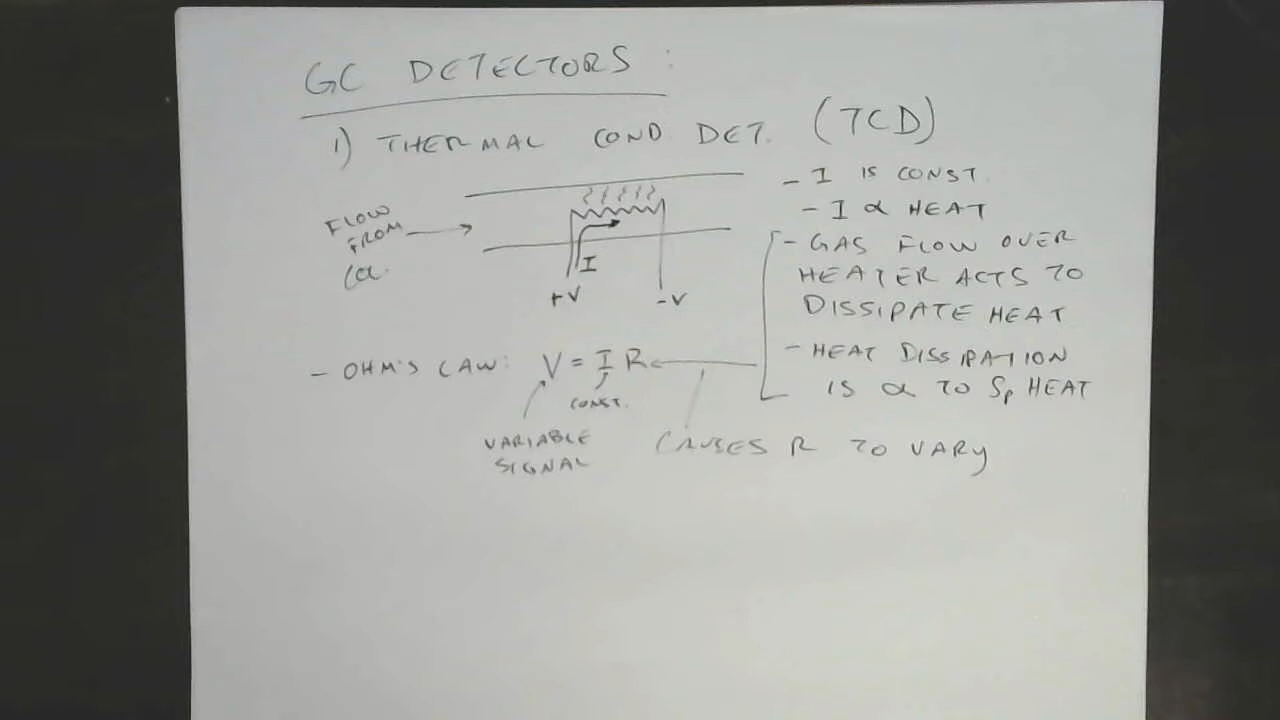 GC DETECTORS:
1) THERMAL COND DET. (TCD)
FLOW
FROM
Col.
I
+V
-V
- I IS CONST.
- I α HEAT
- GAS FLOW OVER
HEATER ACTS TO
DISSIPATE HEAT
- HEAT DISSIPATION
IS α TO Sp HEAT
- OHM'S LAW: V = I R
CONST.
VARIABLE
SIGNAL
CAUSES R TO VARY